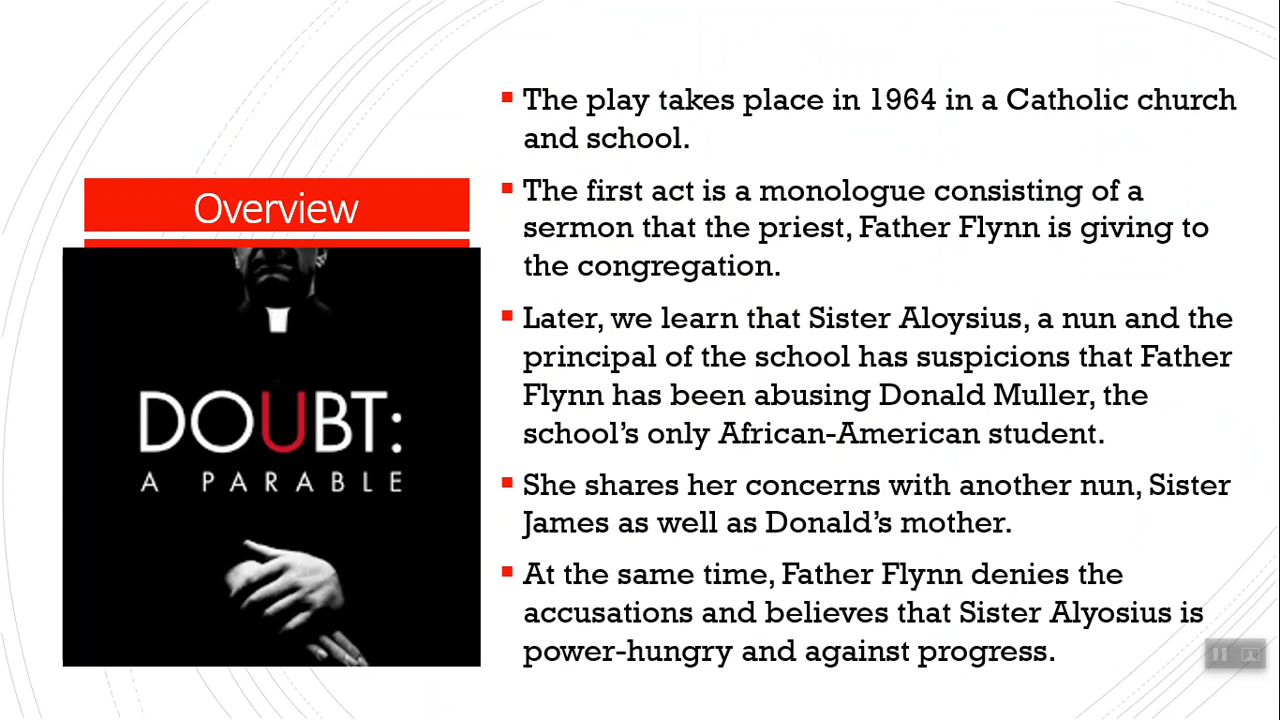 Overview
DOUBT:
A PARABLE
▪ The play takes place in 1964 in a Catholic church
and school.
▪ The first act is a monologue consisting of a
sermon that the priest, Father Flynn is giving to
the congregation.
▪ Later, we learn that Sister Aloysius, a nun and the
principal of the school has suspicions that Father
Flynn has been abusing Donald Muller, the
school’s only African-American student.
▪ She shares her concerns with another nun, Sister
James as well as Donald’s mother.
▪ At the same time, Father Flynn denies the
accusations and believes that Sister Alyosius is
power-hungry and against progress.